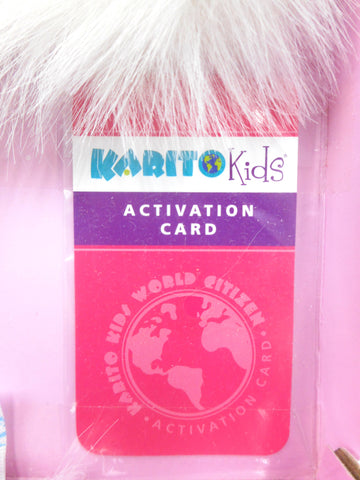 KARITO Kids®
ACTIVATION
CARD
KARITO KIDS WORLD CITIZEN
• ACTIVATION CARD •